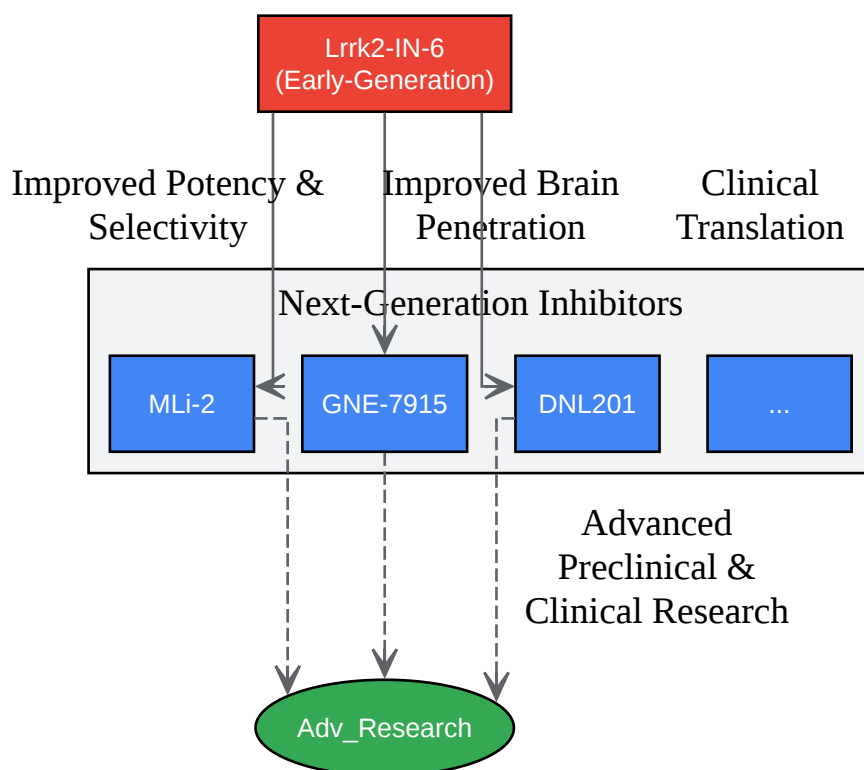 Lrrk2-IN-6
(Early-Generation)
Improved Potency &
Selectivity
Improved Brain
Penetration
Clinical
Translation
Next-Generation Inhibitors
MLi-2
GNE-7915
DNL201
...
Advanced
Preclinical &
Clinical Research
Adv_Research